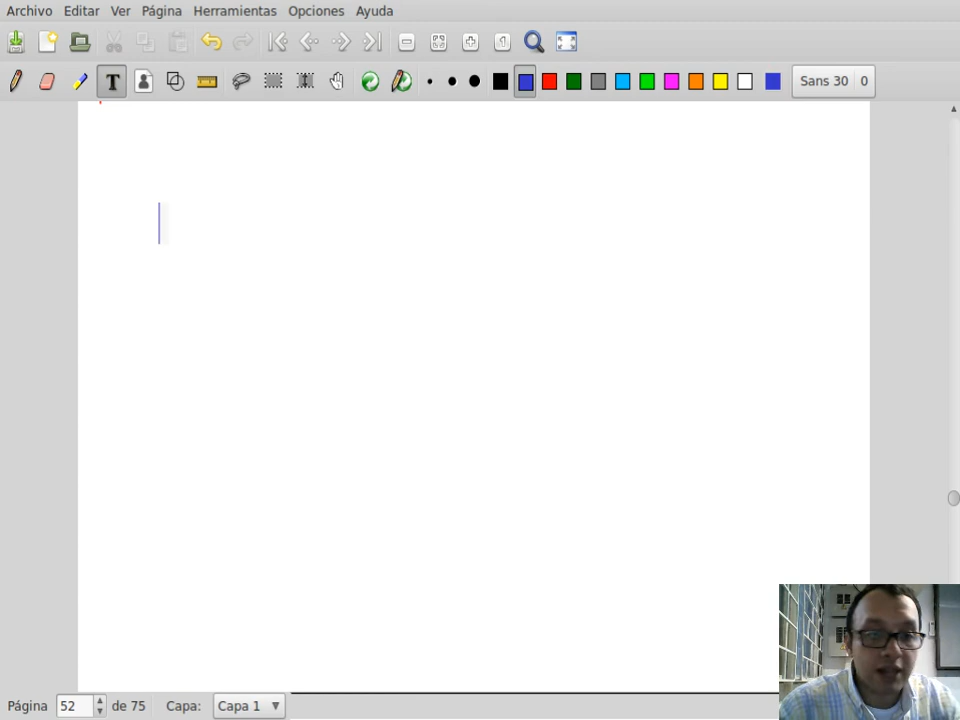 Archivo Editar Ver Página Herramientas Opciones Ayuda
T Sans 30 0
Página 52 de 75 Capa: Capa 1